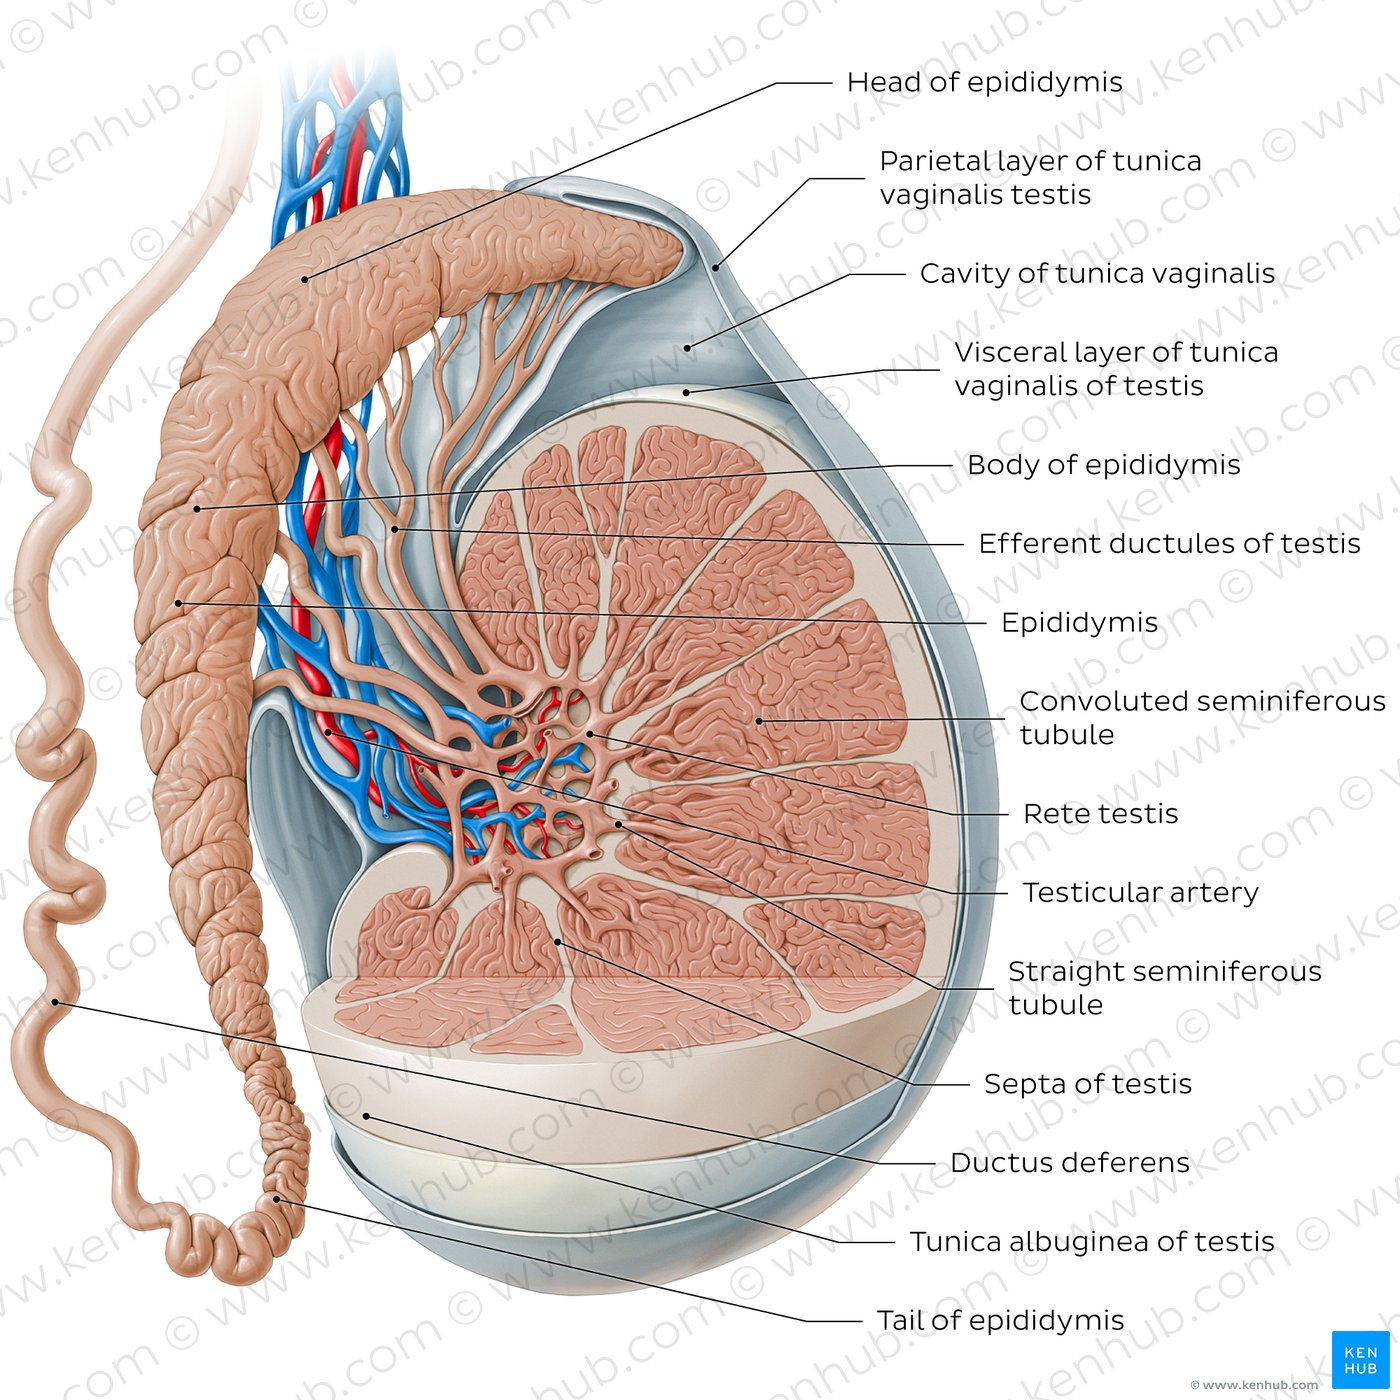 Head of epididymis
Parietal layer of tunica
vaginalis testis
Cavity of tunica vaginalis
Visceral layer of tunica
vaginalis of testis
Body of epididymis
Efferent ductules of testis
Epididymis
Convoluted seminiferous
tubule
Rete testis
Testicular artery
Straight seminiferous
tubule
Septa of testis
Ductus deferens
Tunica albuginea of testis
Tail of epididymis
KEN
HUB
© www.kenhub.com